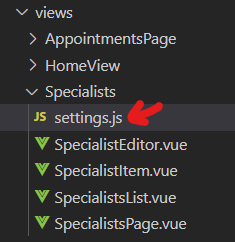 views
AppointmentsPage
HomeView
Specialists
JS settings.js
SpecialistEditor.vue
SpecialistItem.vue
SpecialistsList.vue
SpecialistsPage.vue